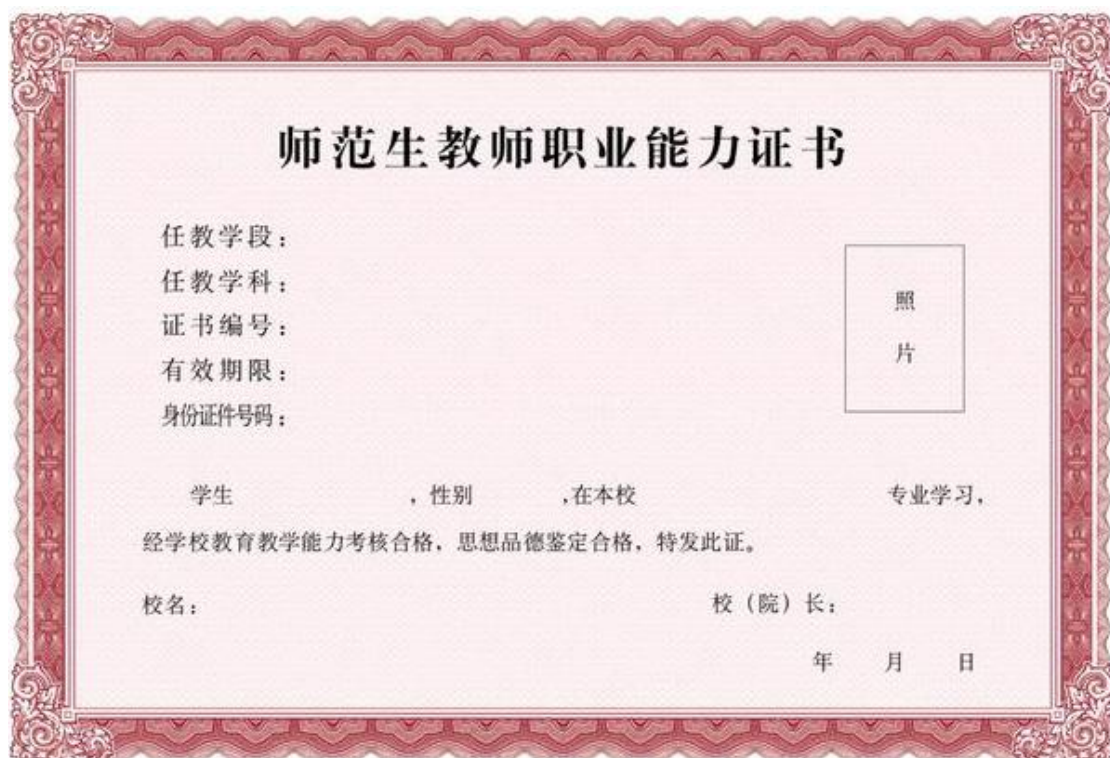 师范生教师职业能力证书
任教学段：
任教学科：
证书编号：
有效期限：
身份证件号码：
照
片
学生 ，性别 ,在本校 专业学习，
经学校教育教学能力考核合格，思想品德鉴定合格，特发此证。
校名： 校（院）长：
年 月 日